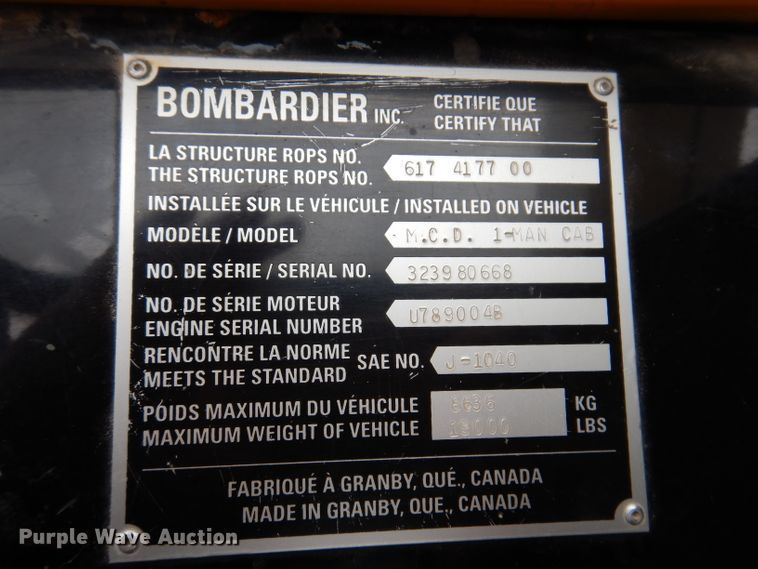 BOMBARDIER INC. CERTIFIE QUE
CERTIFY THAT
LA STRUCTURE ROPS NO.
THE STRUCTURE ROPS NO. 617 4177 00
INSTALLÉE SUR LE VÉHICULE / INSTALLED ON VEHICLE
MODÈLE / MODEL M.C.D. 1-MAN CAB
NO. DE SÉRIE / SERIAL NO. 323980668
NO. DE SÉRIE MOTEUR
ENGINE SERIAL NUMBER U789004B
RENCONTRE LA NORME
MEETS THE STANDARD SAE NO. J-1040
POIDS MAXIMUM DU VÉHICULE KG
MAXIMUM WEIGHT OF VEHICLE LBS
FABRIQUÉ À GRANBY, QUÉ., CANADA
MADE IN GRANBY, QUE., CANADA
Purple Wave Auction